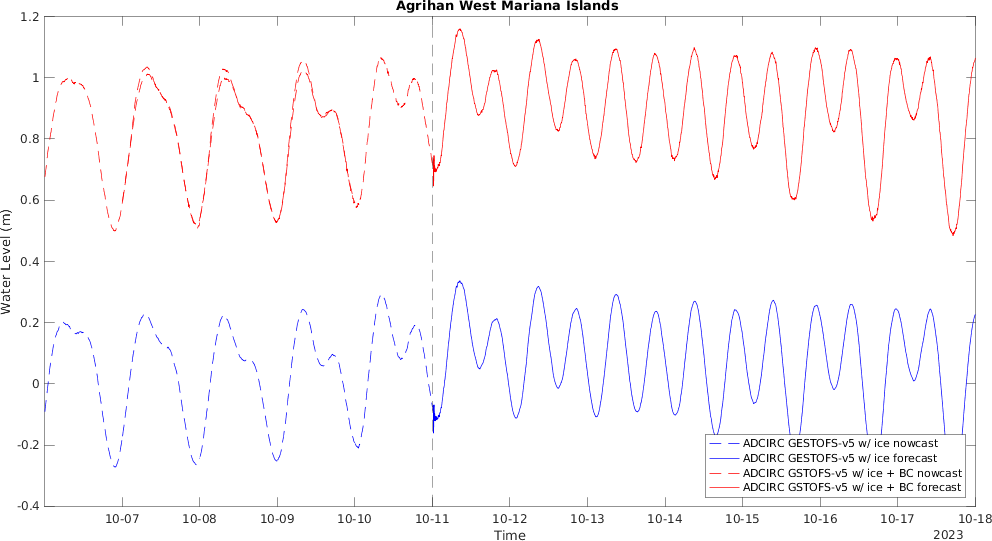 Agrihan West Mariana Islands
1.2
1
0.8
0.6
0.4
0.2
0
-0.2
-0.4
Water Level (m)
ADCIRC GESTOFS-v5 w/ ice nowcast
ADCIRC GESTOFS-v5 w/ ice forecast
ADCIRC GSTOFS-v5 w/ ice + BC nowcast
ADCIRC GSTOFS-v5 w/ ice + BC forecast
10-07 10-08 10-09 10-10 10-11 10-12 10-13 10-14 10-15 10-16 10-17 10-18
Time
2023